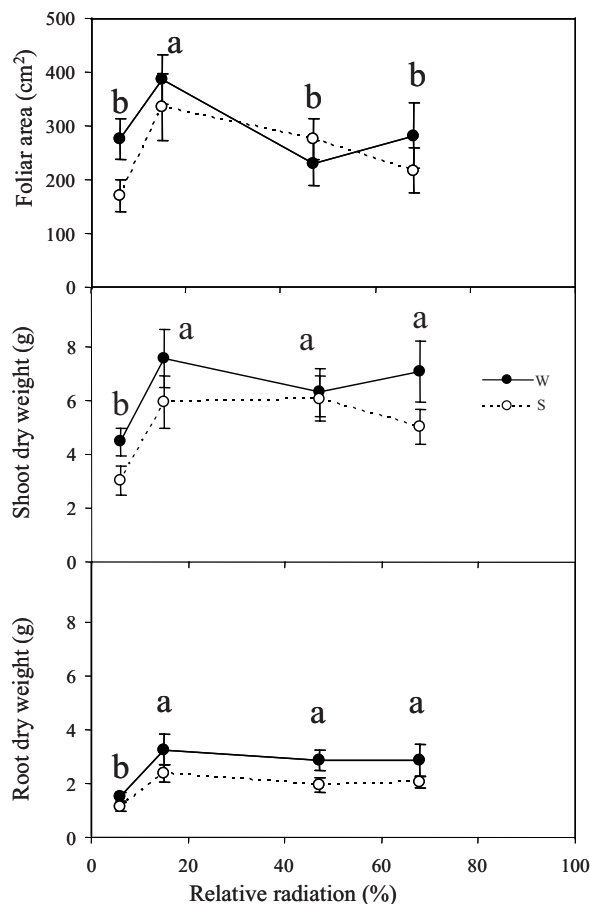 500
400
300
200
100
0
Foliar area (cm²)
b
a
b
b
8
6
4
2
0
Shoot dry weight (g)
b
a
a
a
W
S
8
6
4
2
0
Root dry weight (g)
b
a
a
a
0 20 40 60 80 100
Relative radiation (%)